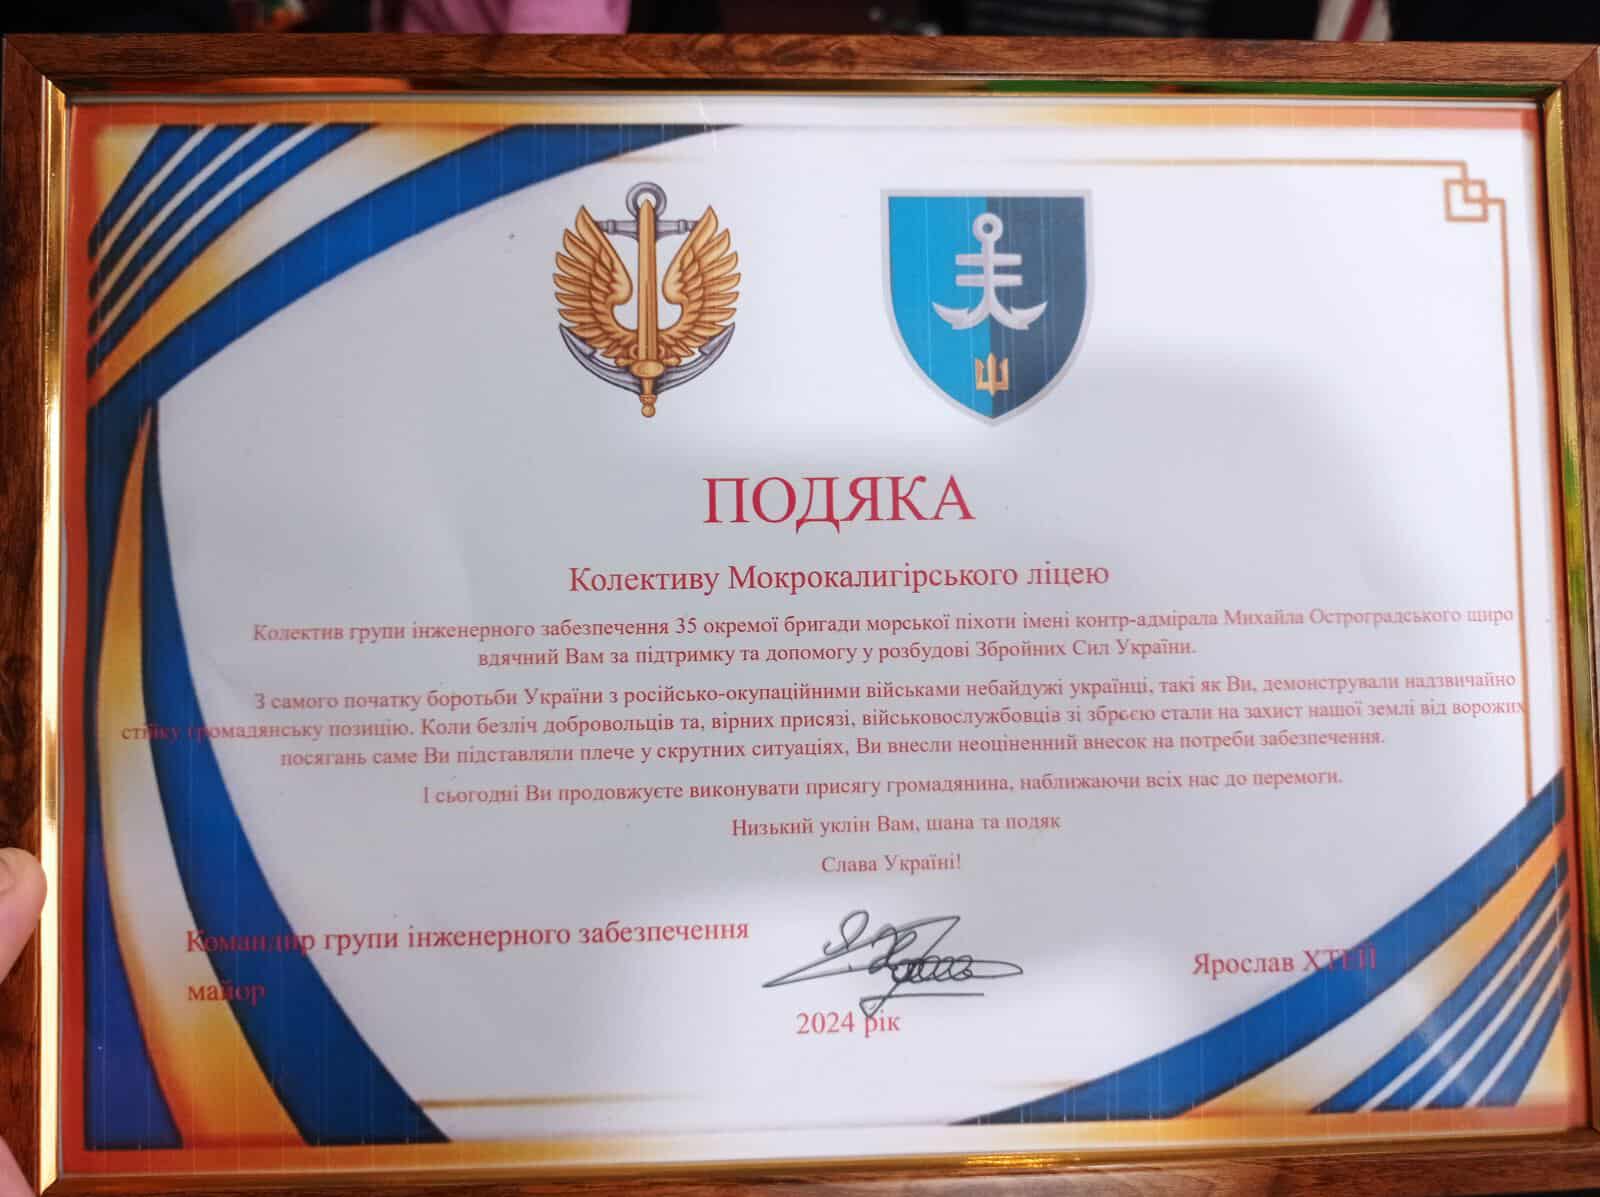 ПОДЯКА
Колективу Мокрокалигірського ліцею
Колектив групи інженерного забезпечення 35 окремої бригади морської піхоти імені контр-адмірала Михайла Остроградського щиро
вдячний Вам за підтримку та допомогу у розбудові Збройних Сил України.
З самого початку боротьби України з російсько-окупаційними військами небайдужі українці, такі як Ви, демонстрували надзвичайно
стійку громадянську позицію. Коли безліч добровольців та, вірних присязі, військовослужбовців зі зброєю стали на захист нашої землі від ворожих
посягань саме Ви підставляли плече у скрутних ситуаціях, Ви внесли неоціненний внесок на потреби забезпечення.
І сьогодні Ви продовжуєте виконувати присягу громадянина, наближаючи всіх нас до перемоги.
Низький уклін Вам, шана та подяк
Слава Україні!
Командир групи інженерного забезпечення
майор
Ярослав ХТЕЙ
2024 рік